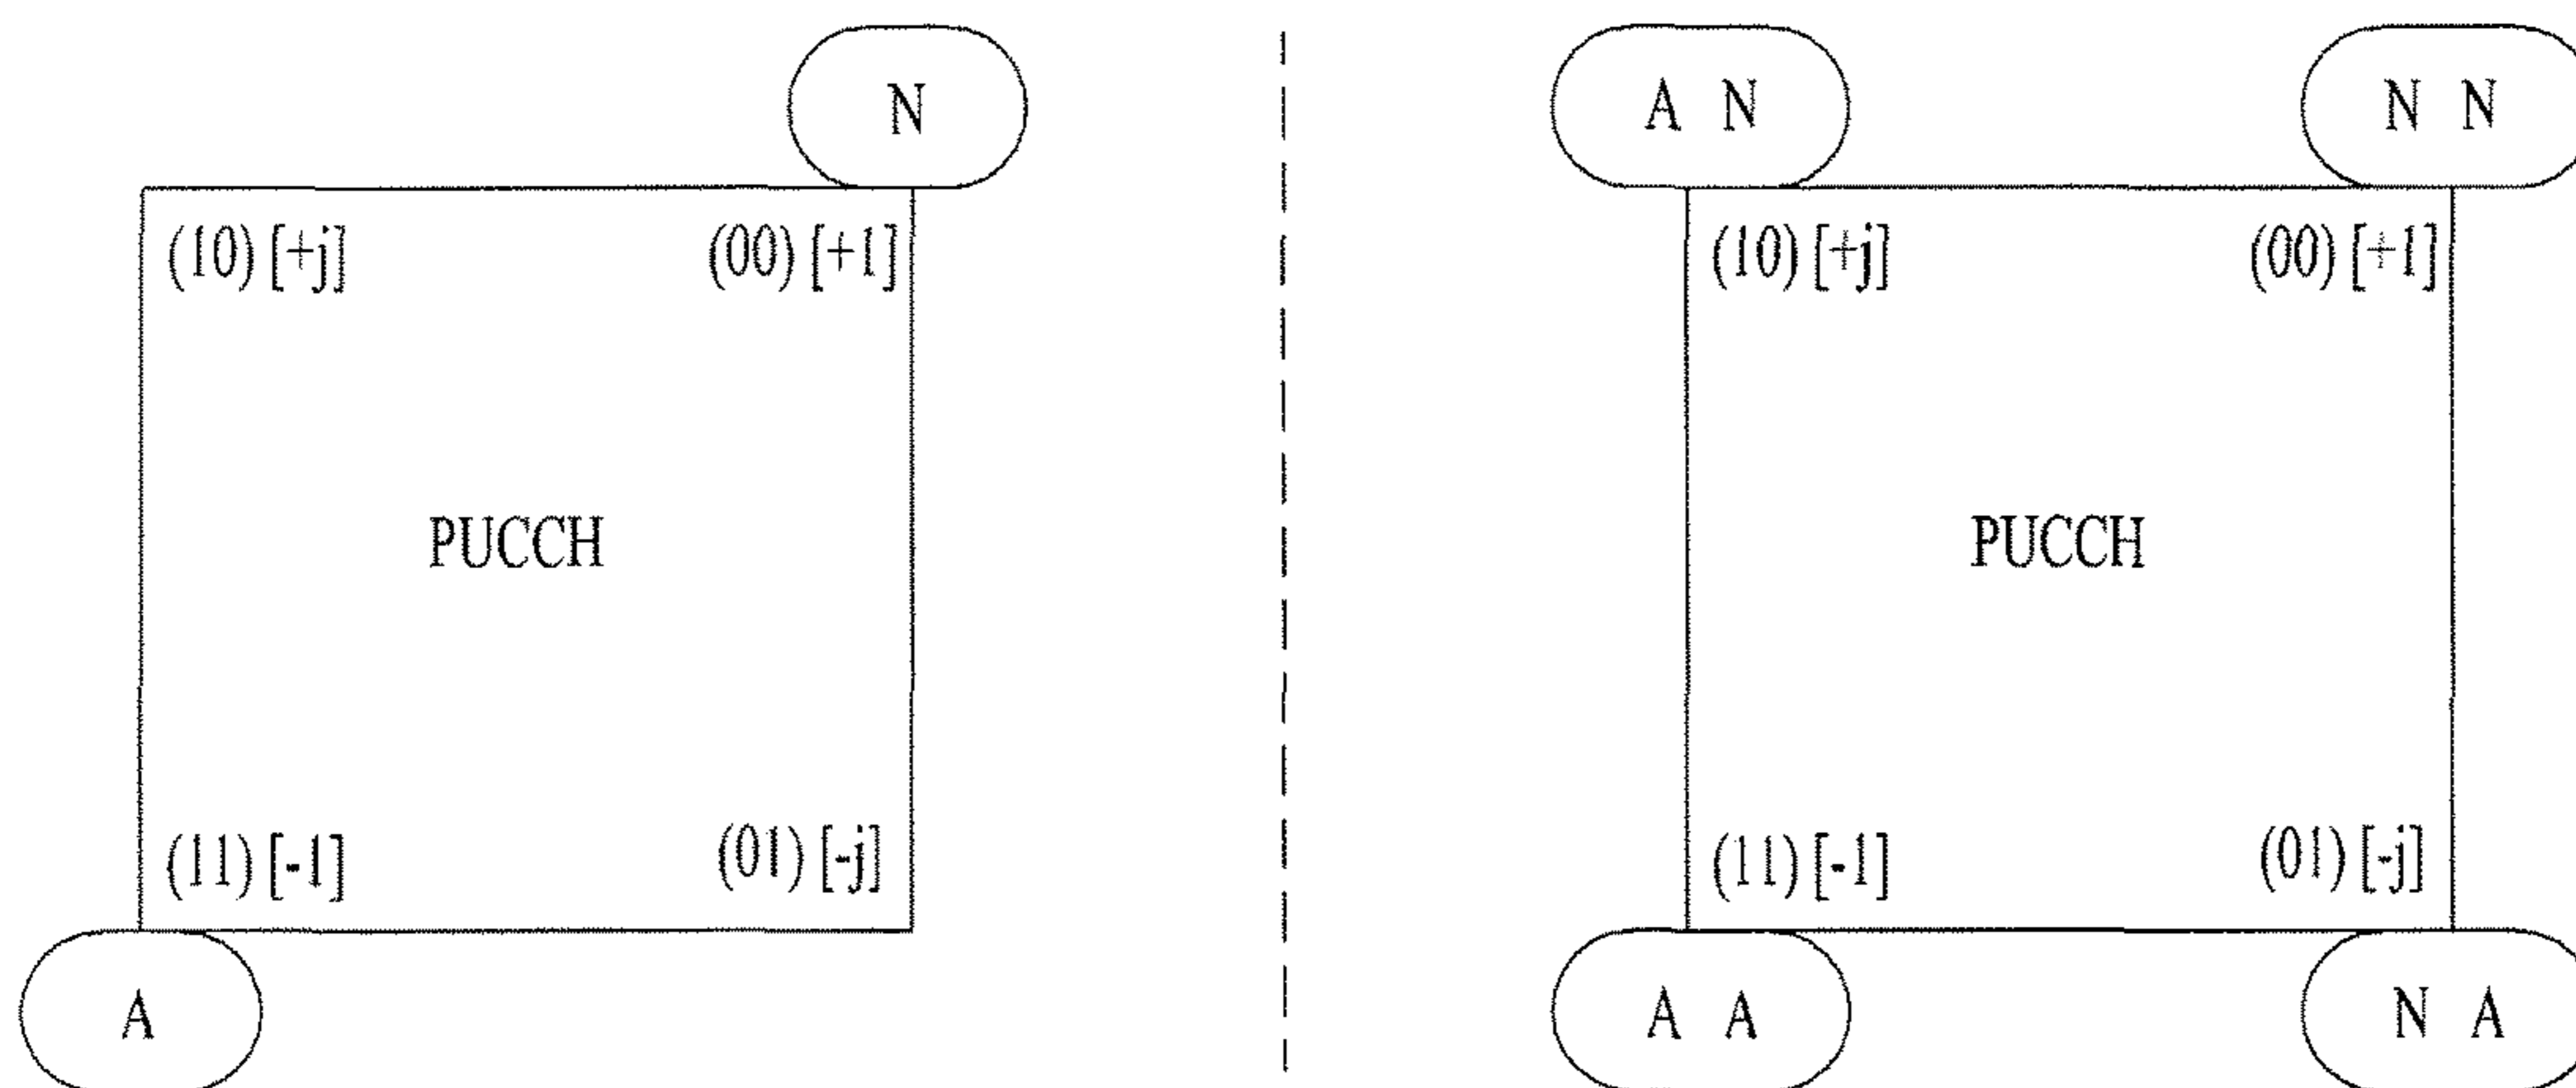 N
(10) [+j] (00) [+1]
PUCCH
(11) [-1] (01) [-j]
A
A N N N
(10) [+j] (00) [+1]
PUCCH
(11) [-1] (01) [-j]
A A N A